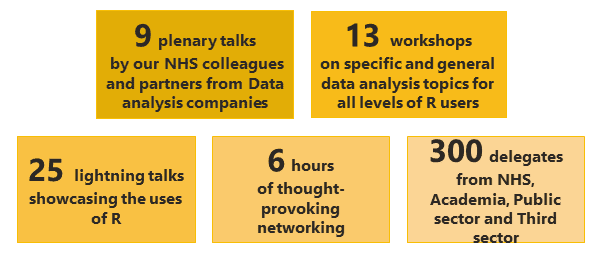 9 plenary talks
by our NHS colleagues
and partners from Data
analysis companies
13 workshops
on specific and general
data analysis topics for
all levels of R users
25 lightning talks
showcasing the uses
of R
6 hours
of thought-
provoking
networking
300 delegates
from NHS,
Academia, Public
sector and Third
sector